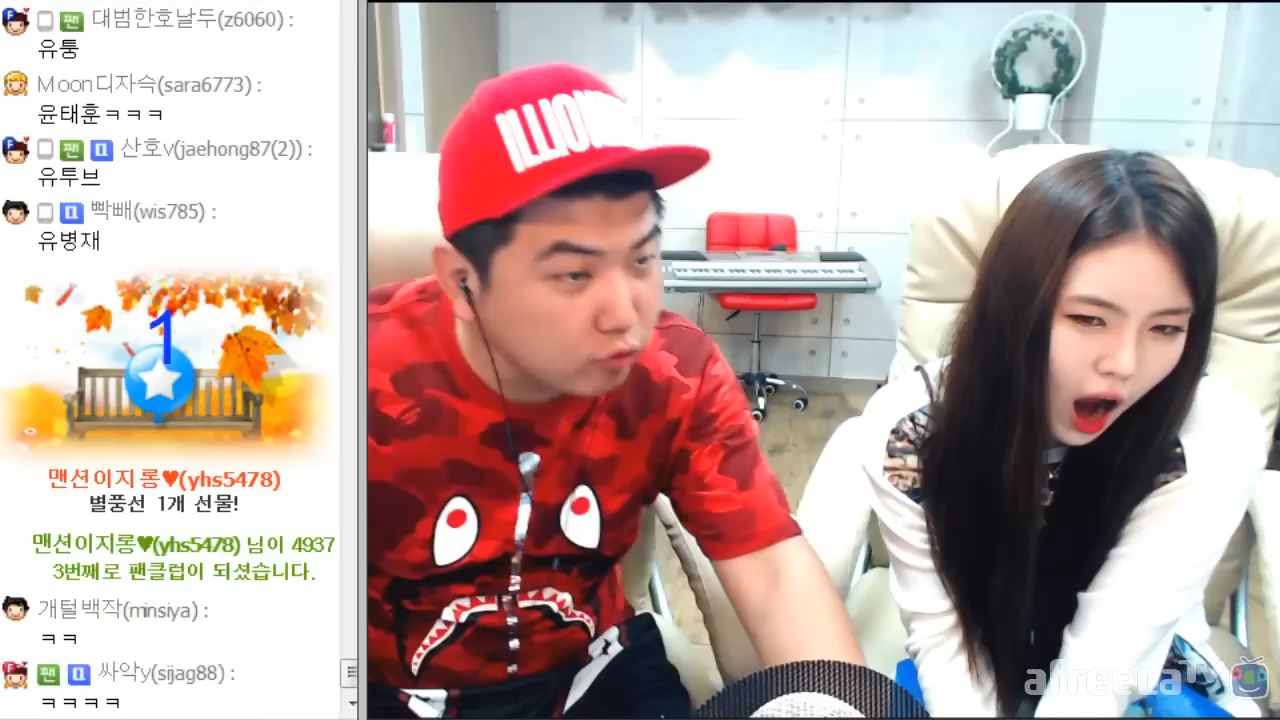 대범한호날두(z6060) :
유퉁
Moon디자슥(sara6773) :
윤태훈ㅋㅋㅋ
팬 n 산호v(jaehong87(2)) :
유투브
n 빡빼(wis785) :
유병재
1
맨션이지롱♥(yhs5478)
별풍선 1개 선물!
맨션이지롱♥(yhs5478) 님이 4937
3번째로 팬클럽이 되셨습니다.
개털백작(minsiya) :
ㅋㅋ
팬 n 싸악y(sijag88) :
ㅋㅋㅋㅋ
afreecaTV